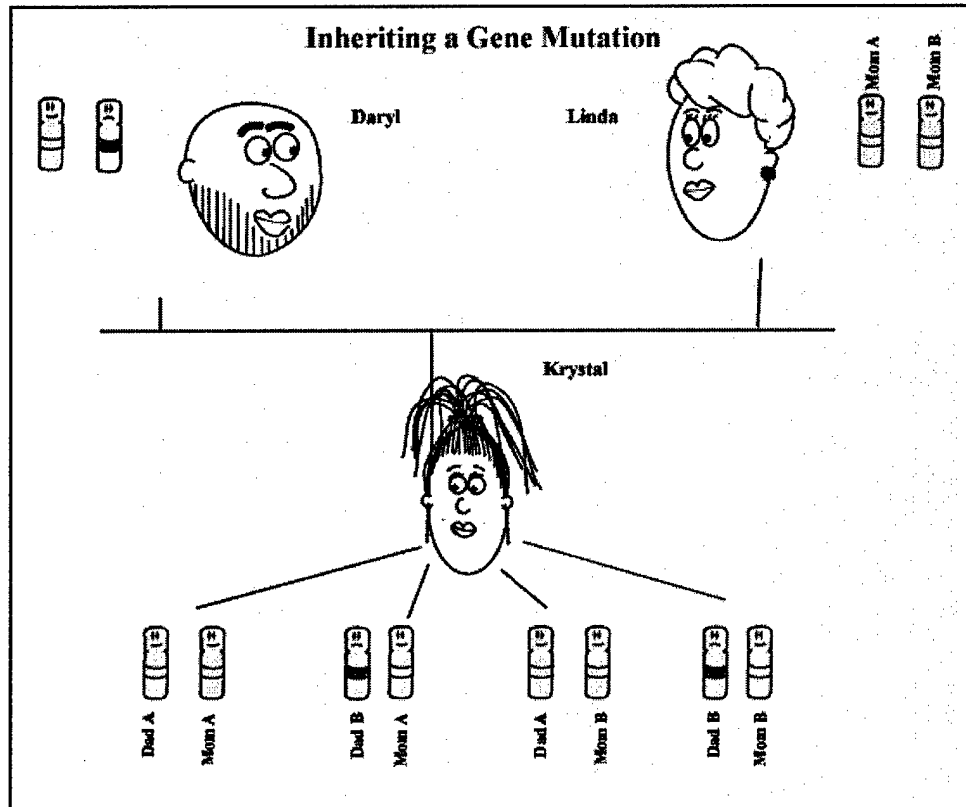 Inheriting a Gene Mutation
Daryl
Linda
Mom A
Mom B
Krystal
Dad A
Mom A
Dad B
Mom A
Dad A
Mom B
Dad B
Mom B